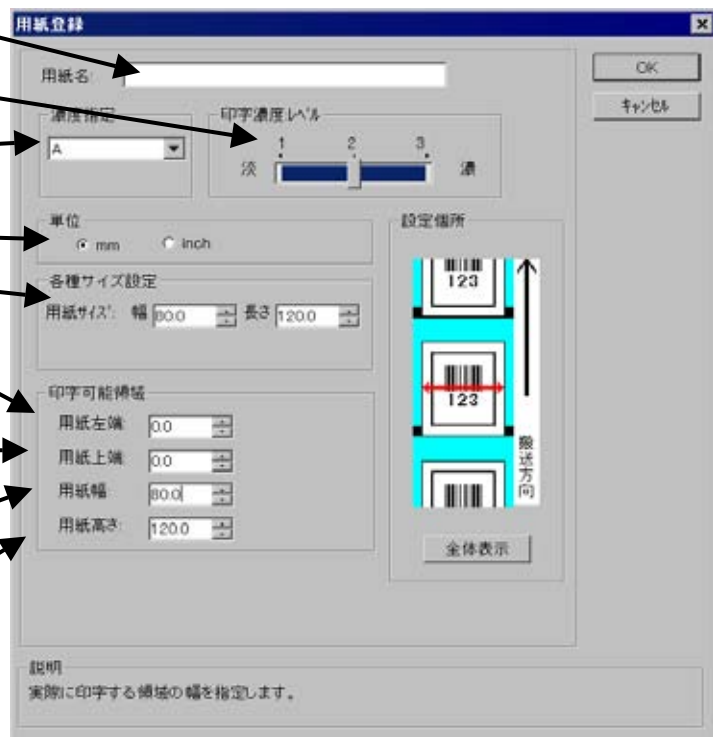 用紙登録
用紙名:
OK
キャンセル
濃度指定
A
印字濃度レベル
1 2 3
淡 濃
単位
mm inch
各種サイズ設定
用紙サイズ: 幅 80.0 長さ 120.0
印字可能領域
用紙左端: 0.0
用紙上端: 0.0
用紙幅: 80.0
用紙高さ: 120.0
設定個所
123
123
搬送方向
全体表示
説明
実際に印字する領域の幅を指定します。